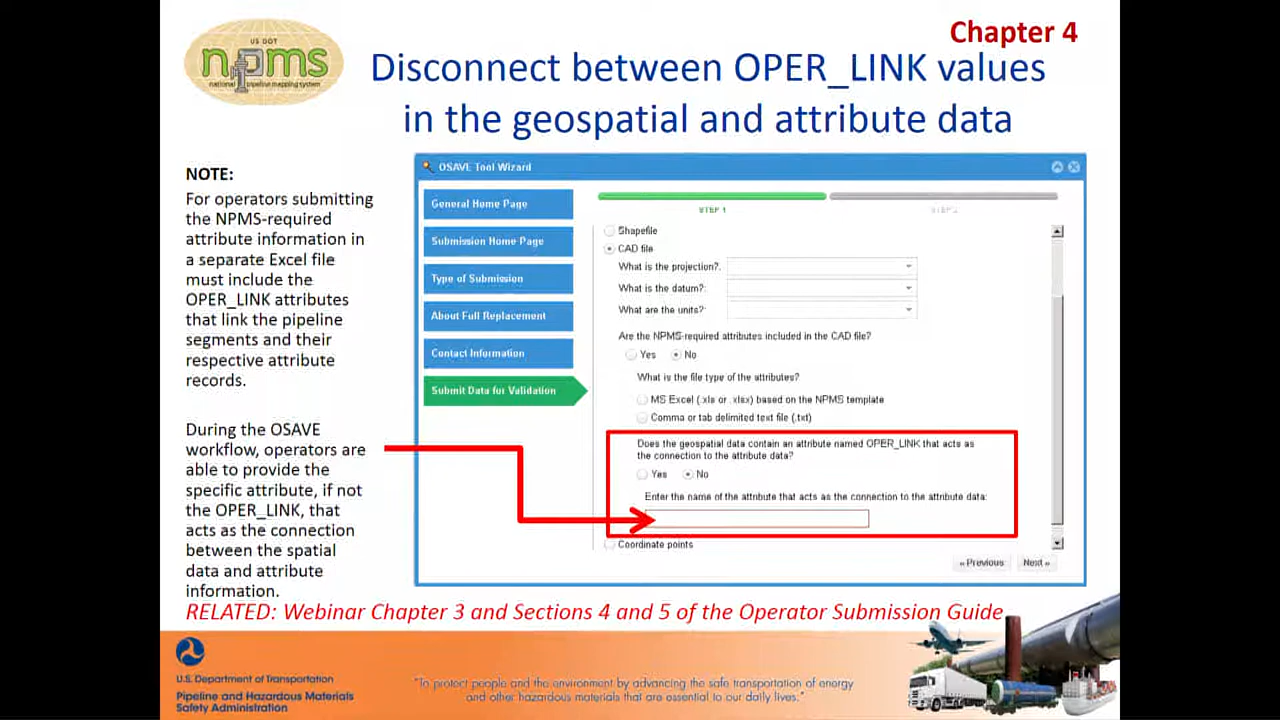 US DOT
npms
national pipeline mapping system
Chapter 4
Disconnect between OPER_LINK values
in the geospatial and attribute data
NOTE:
For operators submitting
the NPMS-required
attribute information in
a separate Excel file
must include the
OPER_LINK attributes
that link the pipeline
segments and their
respective attribute
records.
During the OSAVE
workflow, operators are
able to provide the
specific attribute, if not
the OPER_LINK, that
acts as the connection
between the spatial
data and attribute
information.
OSAVE Tool Wizard
General Home Page
Submission Home Page
Type of Submission
About Full Replacement
Contact Information
Submit Data for Validation
STEP 1
STEP 2
Shapefile
CAD file
What is the projection?:
What is the datum?:
What are the units?:
Are the NPMS-required attributes included in the CAD file?
Yes No
What is the file type of the attributes?
MS Excel (.xls or .xlsx) based on the NPMS template
Comma or tab delimited text file (.txt)
Does the geospatial data contain an attribute named OPER_LINK that acts as
the connection to the attribute data?
Yes No
Enter the name of the attribute that acts as the connection to the attribute data:
Coordinate points
« Previous Next »
RELATED: Webinar Chapter 3 and Sections 4 and 5 of the Operator Submission Guide
U.S. Department of Transportation
Pipeline and Hazardous Materials
Safety Administration
"To protect people and the environment by advancing the safe transportation of energy
and other hazardous materials that are essential to our daily lives."